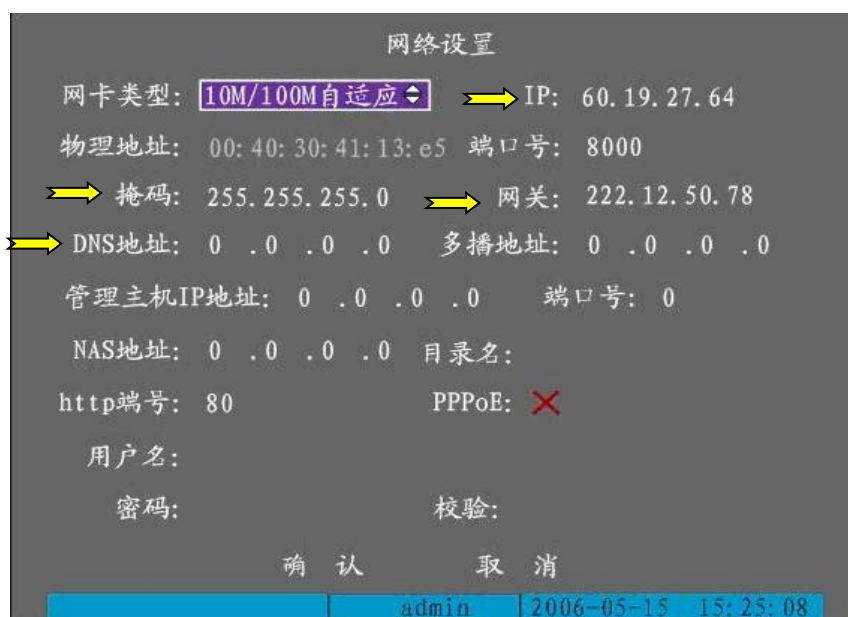 网络设置
网卡类型: 10M/100M自适应 IP: 60.19.27.64
物理地址: 00:40:30:41:13:e5 端口号: 8000
掩码: 255.255.255.0 网关: 222.12.50.78
DNS地址: 0 .0 .0 .0 多播地址: 0 .0 .0 .0
管理主机IP地址: 0 .0 .0 .0 端口号: 0
NAS地址: 0 .0 .0 .0 目录名:
http端号: 80 PPPoE:
用户名:
密码: 校验:
确 认 取 消
admin 2006-05-15 15:25:08